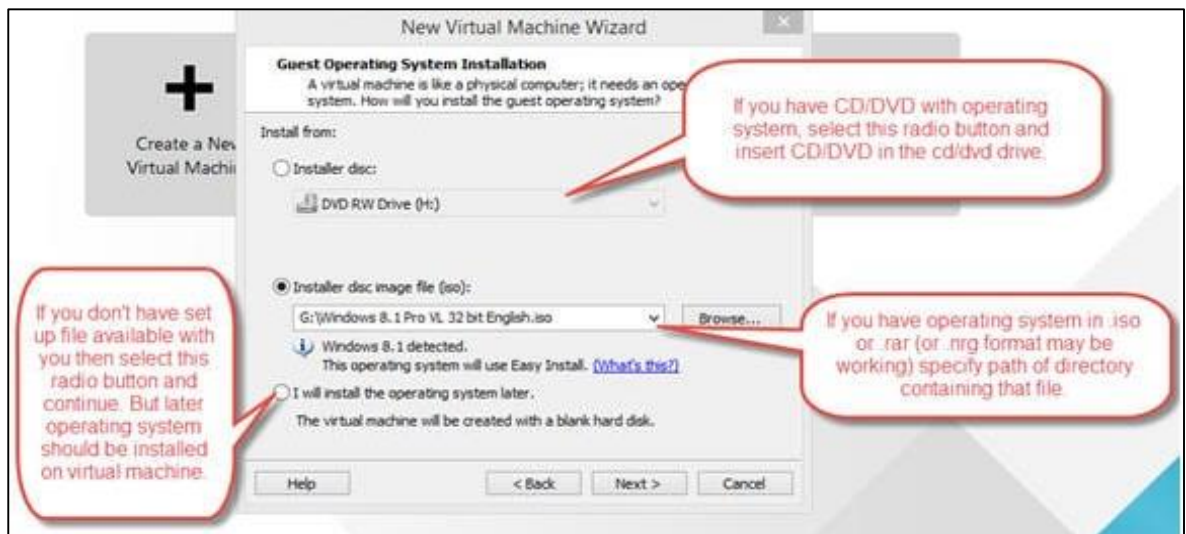 New Virtual Machine Wizard
Create a New
Virtual Machi
Guest Operating System Installation
A virtual machine is like a physical computer; it needs an ope
system. How will you install the guest operating system?
If you have CD/DVD with operating
system, select this radio button and
insert CD/DVD in the cd/dvd drive.
Install from:
Installer disc:
DVD RW Drive (H:)
Installer disc image file (iso):
G:\Windows 8.1 Pro VL 32 bit English.iso
Browse...
Windows 8.1 detected.
This operating system will use Easy Install. (What's this?)
If you have operating system in .iso
or .rar (or .nrg format may be
working) specify path of directory
containing that file.
If you don't have set
up file available with
you then select this
radio button and
continue. But later
operating system
should be installed
on virtual machine.
I will install the operating system later.
The virtual machine will be created with a blank hard disk.
Help
< Back
Next >
Cancel